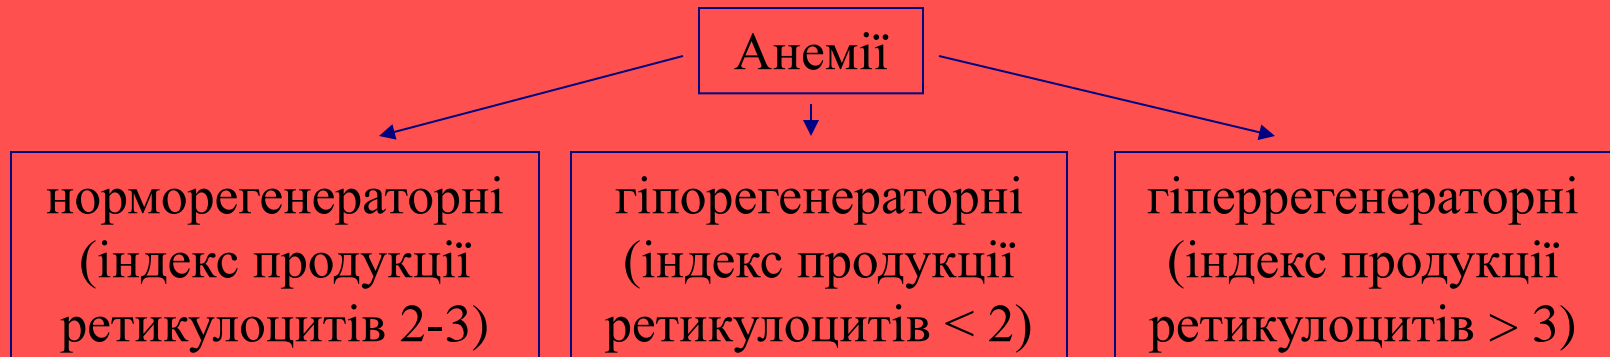 Анемії
норморегенераторні
(індекс продукції
ретикулоцитів 2-3)
гіпорегенераторні
(індекс продукції
ретикулоцитів < 2)
гіперрегенераторні
(індекс продукції
ретикулоцитів > 3)